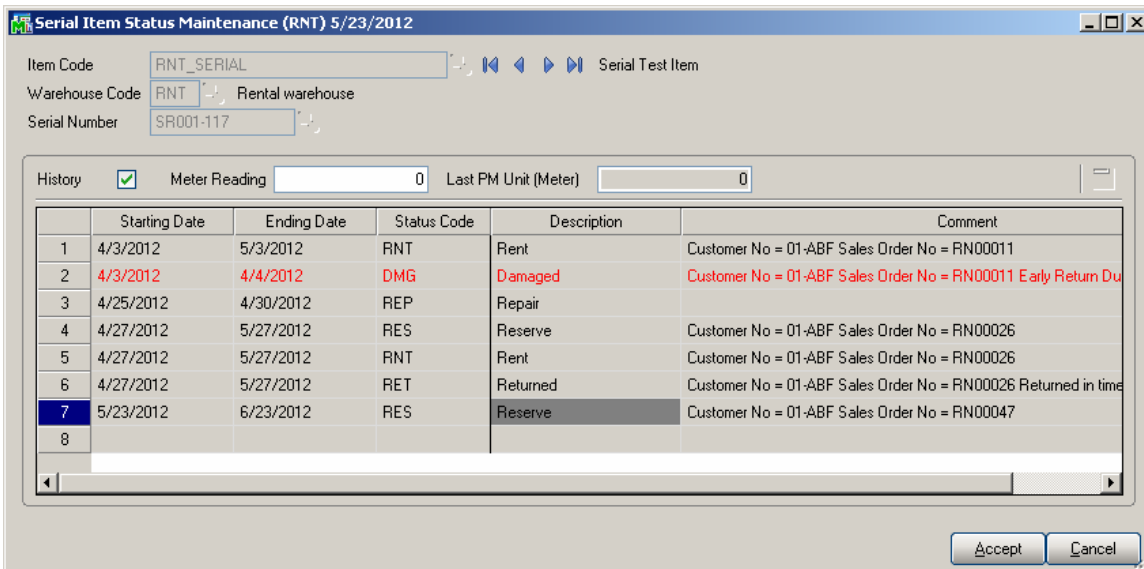 Serial Item Status Maintenance (RNT) 5/23/2012
Item Code RNT_SERIAL Serial Test Item
Warehouse Code RNT Rental warehouse
Serial Number SR001-117
History Meter Reading 0 Last PM Unit (Meter) 0
Starting Date Ending Date Status Code Description Comment
1 4/3/2012 5/3/2012 RNT Rent Customer No = 01-ABF Sales Order No = RN00011
2 4/3/2012 4/4/2012 DMG Damaged Customer No = 01-ABF Sales Order No = RN00011 Early Return Du
3 4/25/2012 4/30/2012 REP Repair
4 4/27/2012 5/27/2012 RES Reserve Customer No = 01-ABF Sales Order No = RN00026
5 4/27/2012 5/27/2012 RNT Rent Customer No = 01-ABF Sales Order No = RN00026
6 4/27/2012 5/27/2012 RET Returned Customer No = 01-ABF Sales Order No = RN00026 Returned in time
7 5/23/2012 6/23/2012 RES Reserve Customer No = 01-ABF Sales Order No = RN00047
8
Accept Cancel